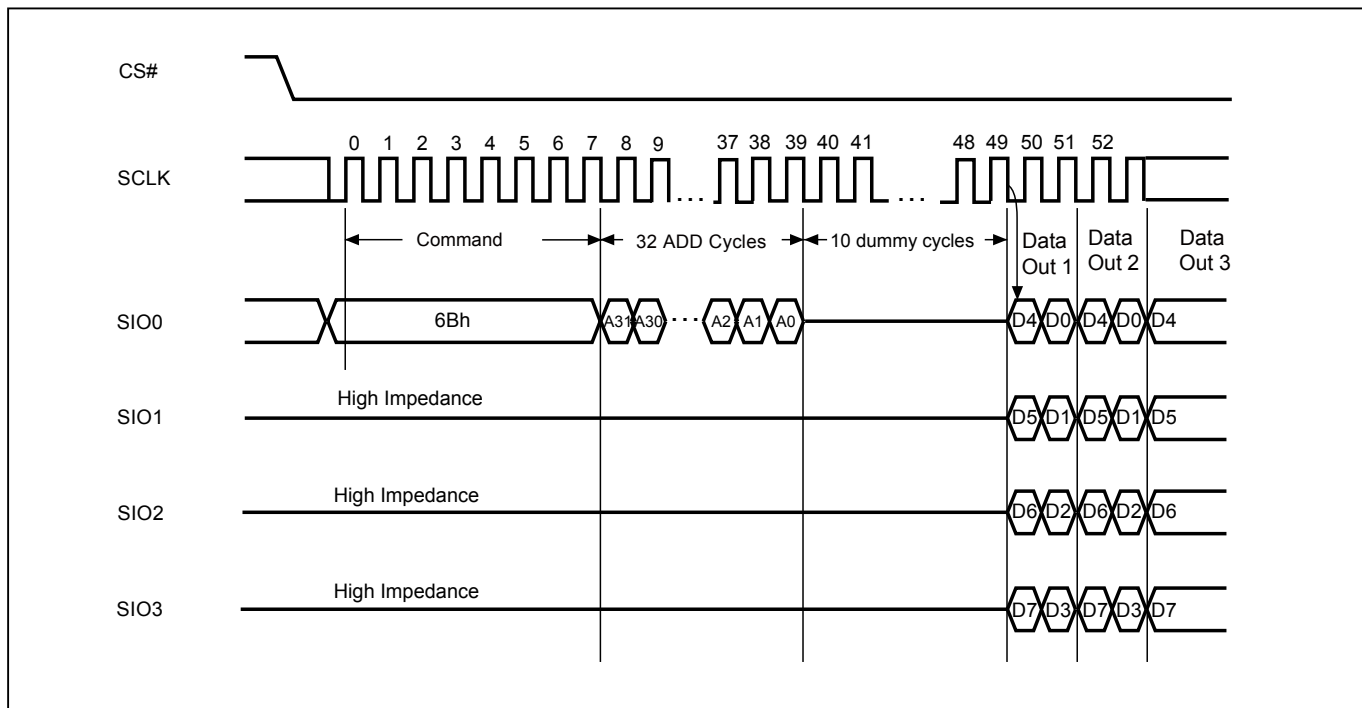 CS#
0 1 2 3 4 5 6 7 8 9 37 38 39 40 41 48 49 50 51 52
SCLK
Command 32 ADD Cycles 10 dummy cycles
Data Out 1
Data Out 2
Data Out 3
SIO0 6Bh A31 A30 A2 A1 A0 D4 D0 D4 D0 D4
High Impedance
SIO1 D5 D1 D5 D1 D5
High Impedance
SIO2 D6 D2 D6 D2 D6
High Impedance
SIO3 D7 D3 D7 D3 D7